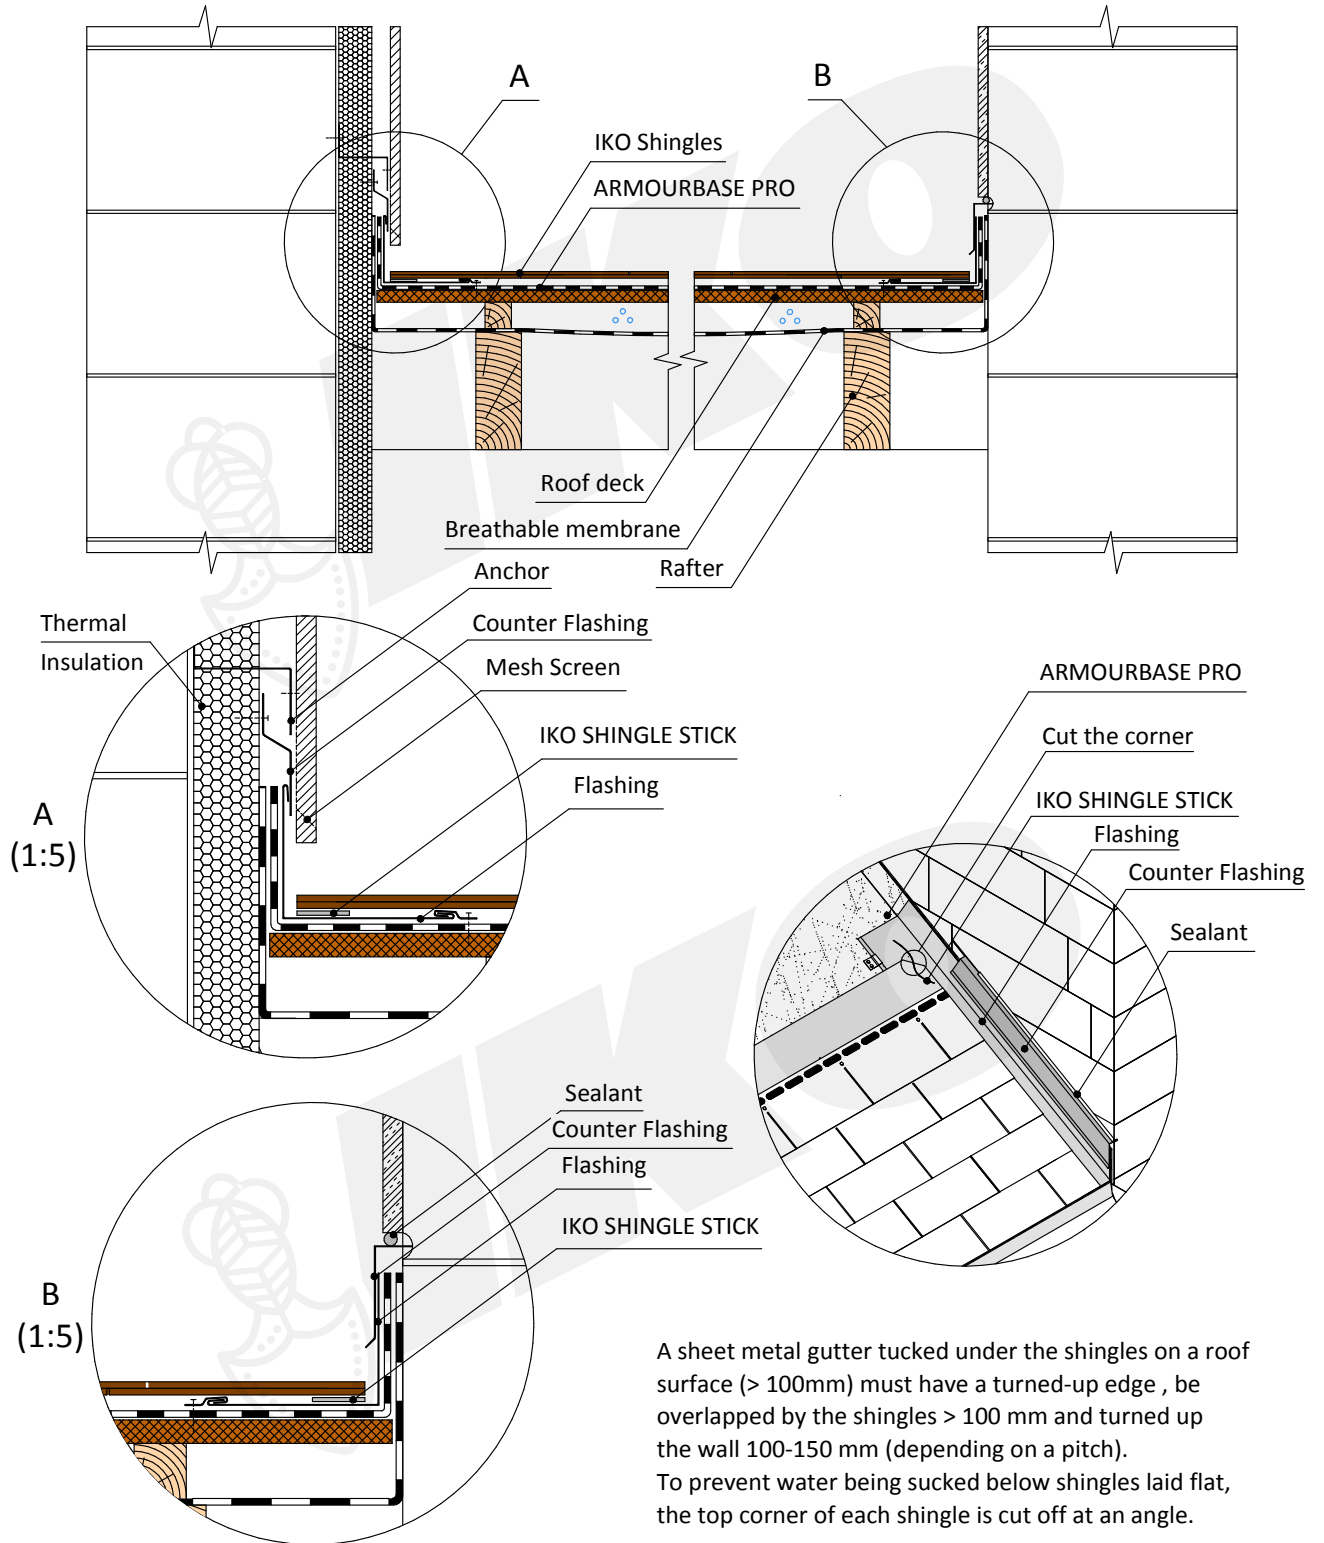 A
B
IKO Shingles
ARMOURBASE PRO
Roof deck
Breathable membrane
Rafter
Anchor
Thermal
Insulation
Counter Flashing
Mesh Screen
IKO SHINGLE STICK
Flashing
A
(1:5)
ARMOURBASE PRO
Cut the corner
IKO SHINGLE STICK
Flashing
Counter Flashing
Sealant
Sealant
Counter Flashing
Flashing
IKO SHINGLE STICK
B
(1:5)
A sheet metal gutter tucked under the shingles on a roof
surface (> 100mm) must have a turned-up edge , be
overlapped by the shingles > 100 mm and turned up
the wall 100-150 mm (depending on a pitch).
To prevent water being sucked below shingles laid flat,
the top corner of each shingle is cut off at an angle.
IKO
IKO